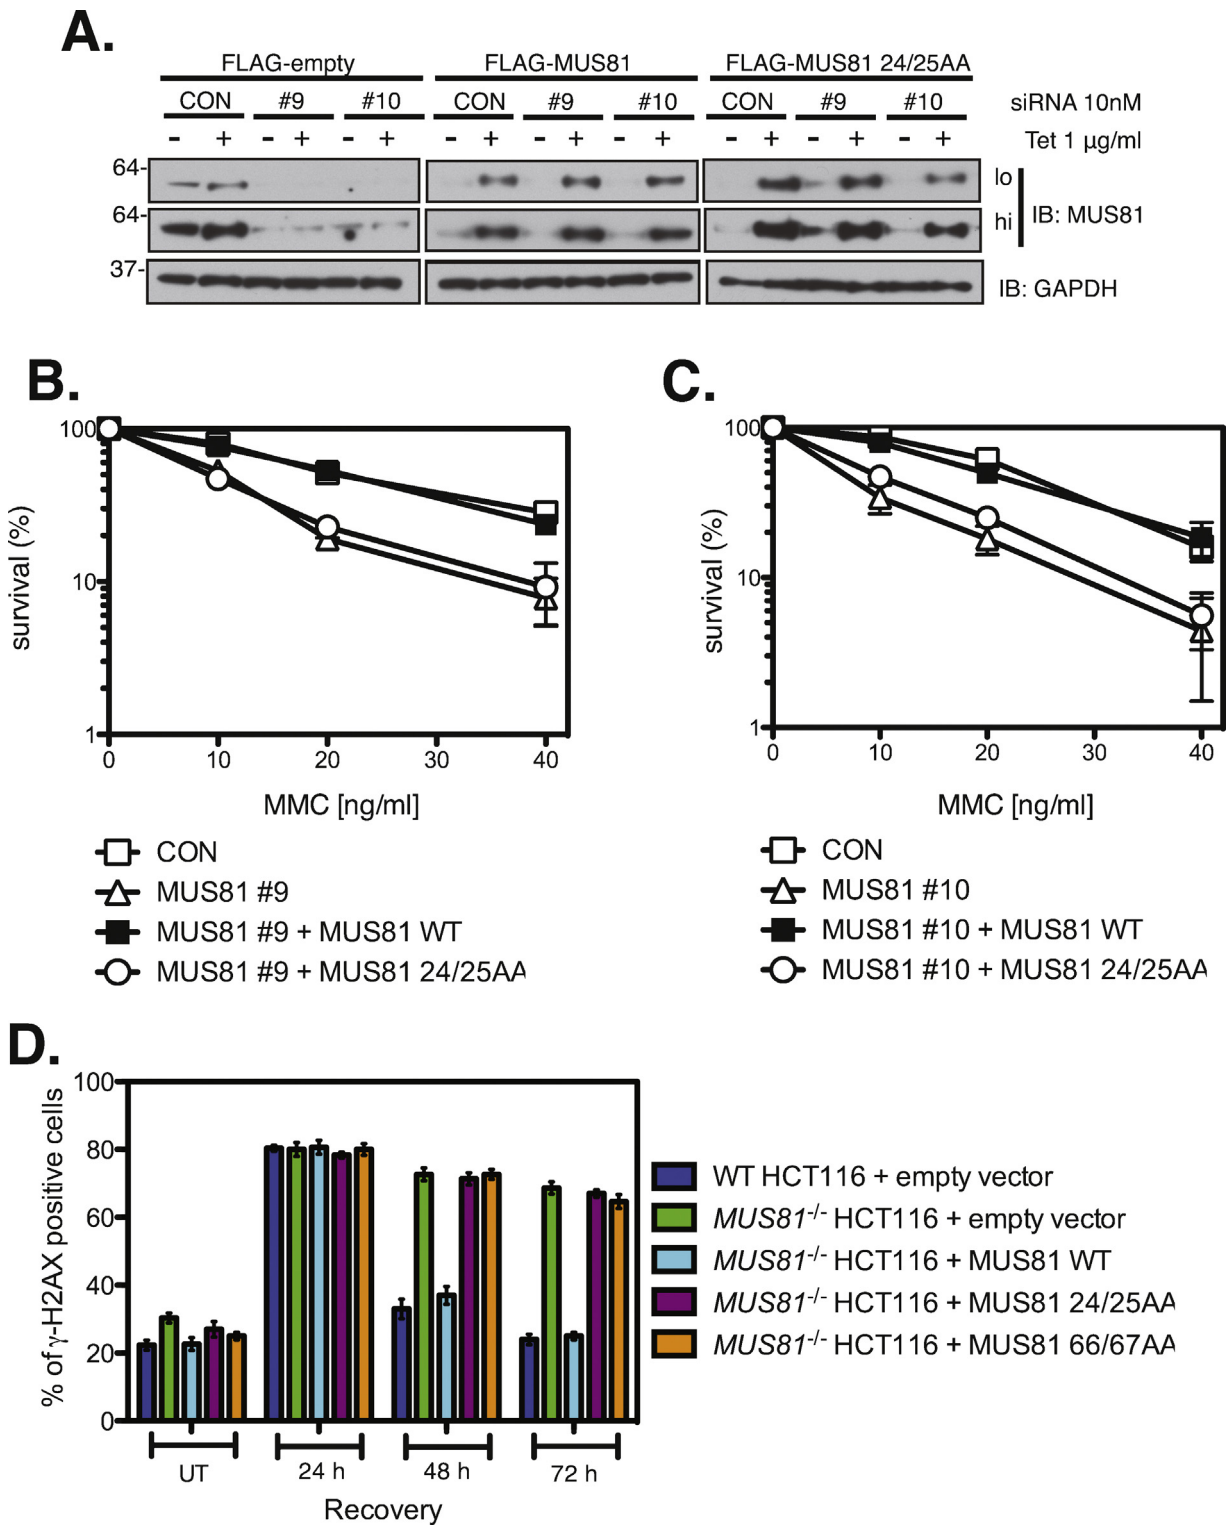 A.
FLAG-empty FLAG-MUS81 FLAG-MUS81 24/25AA
CON #9 #10 CON #9 #10 CON #9 #10 siRNA 10nM
- + - + - + - + - + - + - + - + - + Tet 1 µg/ml
64-
lo
64-
hi
IB: MUS81
37-
IB: GAPDH
B.
100
10
1
survival (%)
0 10 20 30 40
MMC [ng/ml]
CON
MUS81 #9
MUS81 #9 + MUS81 WT
MUS81 #9 + MUS81 24/25AA
C.
100
10
1
survival (%)
0 10 20 30 40
MMC [ng/ml]
CON
MUS81 #10
MUS81 #10 + MUS81 WT
MUS81 #10 + MUS81 24/25AA
D.
% of γ-H2AX positive cells
100
80
60
40
20
0
UT 24 h 48 h 72 h
Recovery
WT HCT116 + empty vector
MUS81-/- HCT116 + empty vector
MUS81-/- HCT116 + MUS81 WT
MUS81-/- HCT116 + MUS81 24/25AA
MUS81-/- HCT116 + MUS81 66/67AA